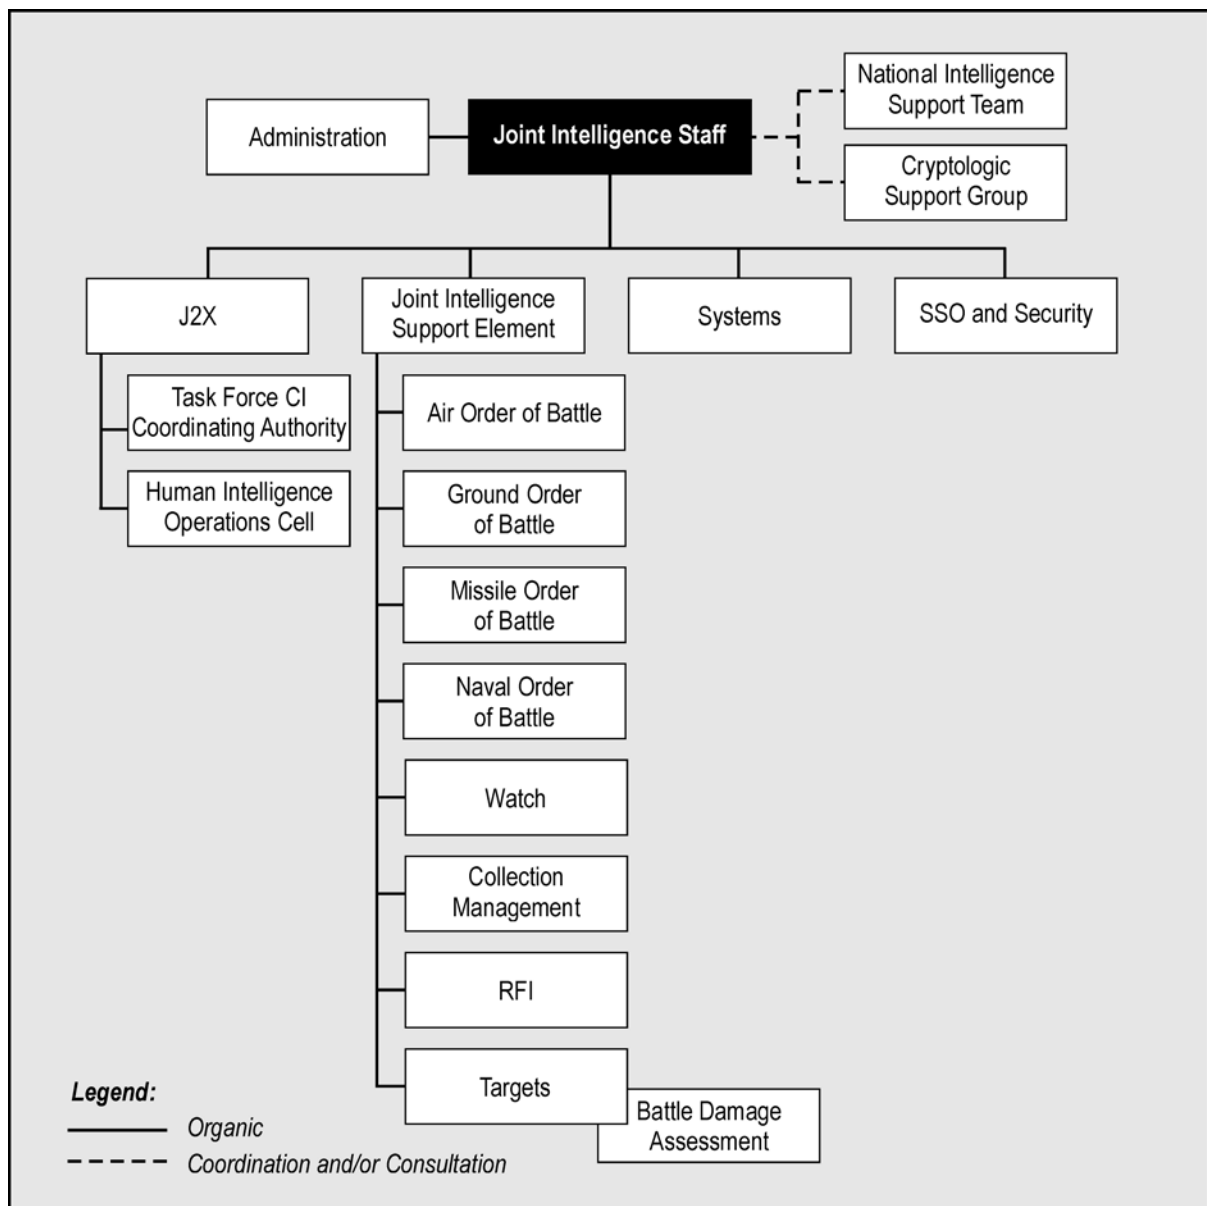 National Intelligence
Support Team
Administration
Joint Intelligence Staff
Cryptologic
Support Group
J2X
Joint Intelligence
Support Element
Systems
SSO and Security
Task Force CI
Coordinating Authority
Human Intelligence
Operations Cell
Air Order of Battle
Ground Order
of Battle
Missile Order
of Battle
Naval Order
of Battle
Watch
Collection
Management
RFI
Targets
Battle Damage
Assessment
Legend:
Organic
Coordination and/or Consultation